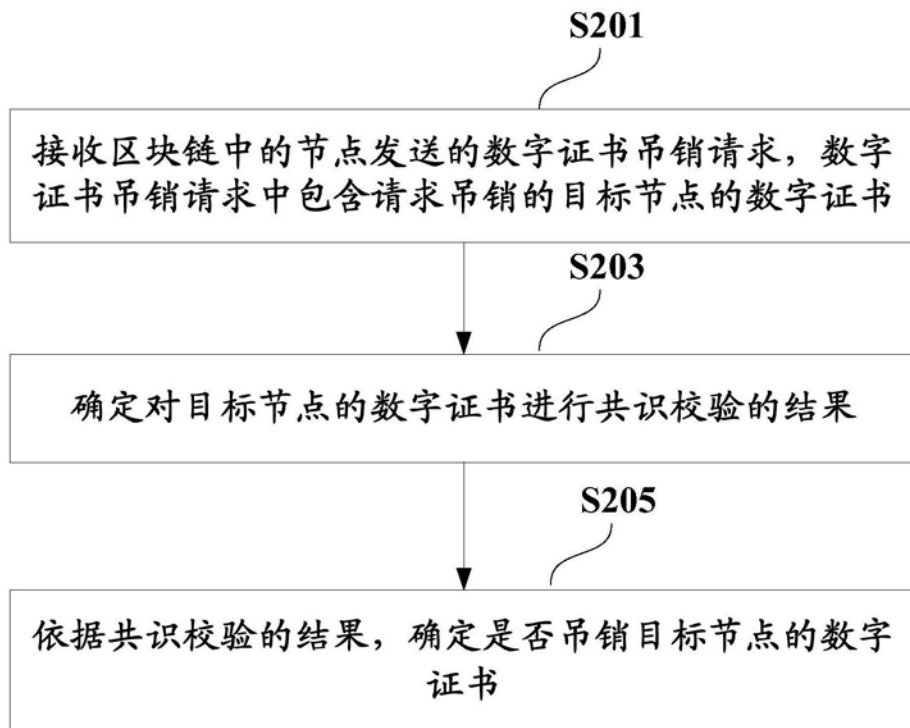 S201
接收区块链中的节点发送的数字证书吊销请求，数字
证书吊销请求中包含请求吊销的目标节点的数字证书
S203
确定对目标节点的数字证书进行共识校验的结果
S205
依据共识校验的结果，确定是否吊销目标节点的数字
证书